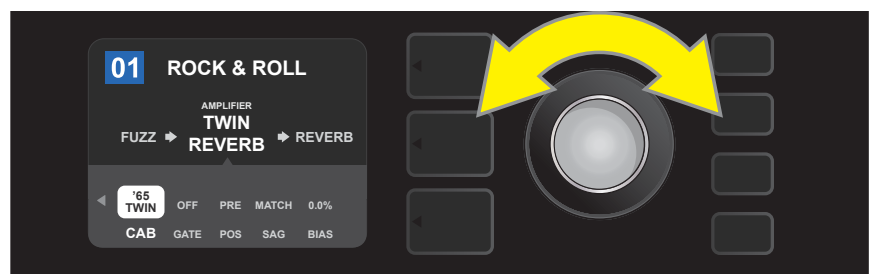 01 ROCK & ROLL
AMPLIFIER
TWIN
FUZZ REVERB REVERB
'65
TWIN OFF PRE MATCH 0.0%
CAB GATE POS SAG BIAS